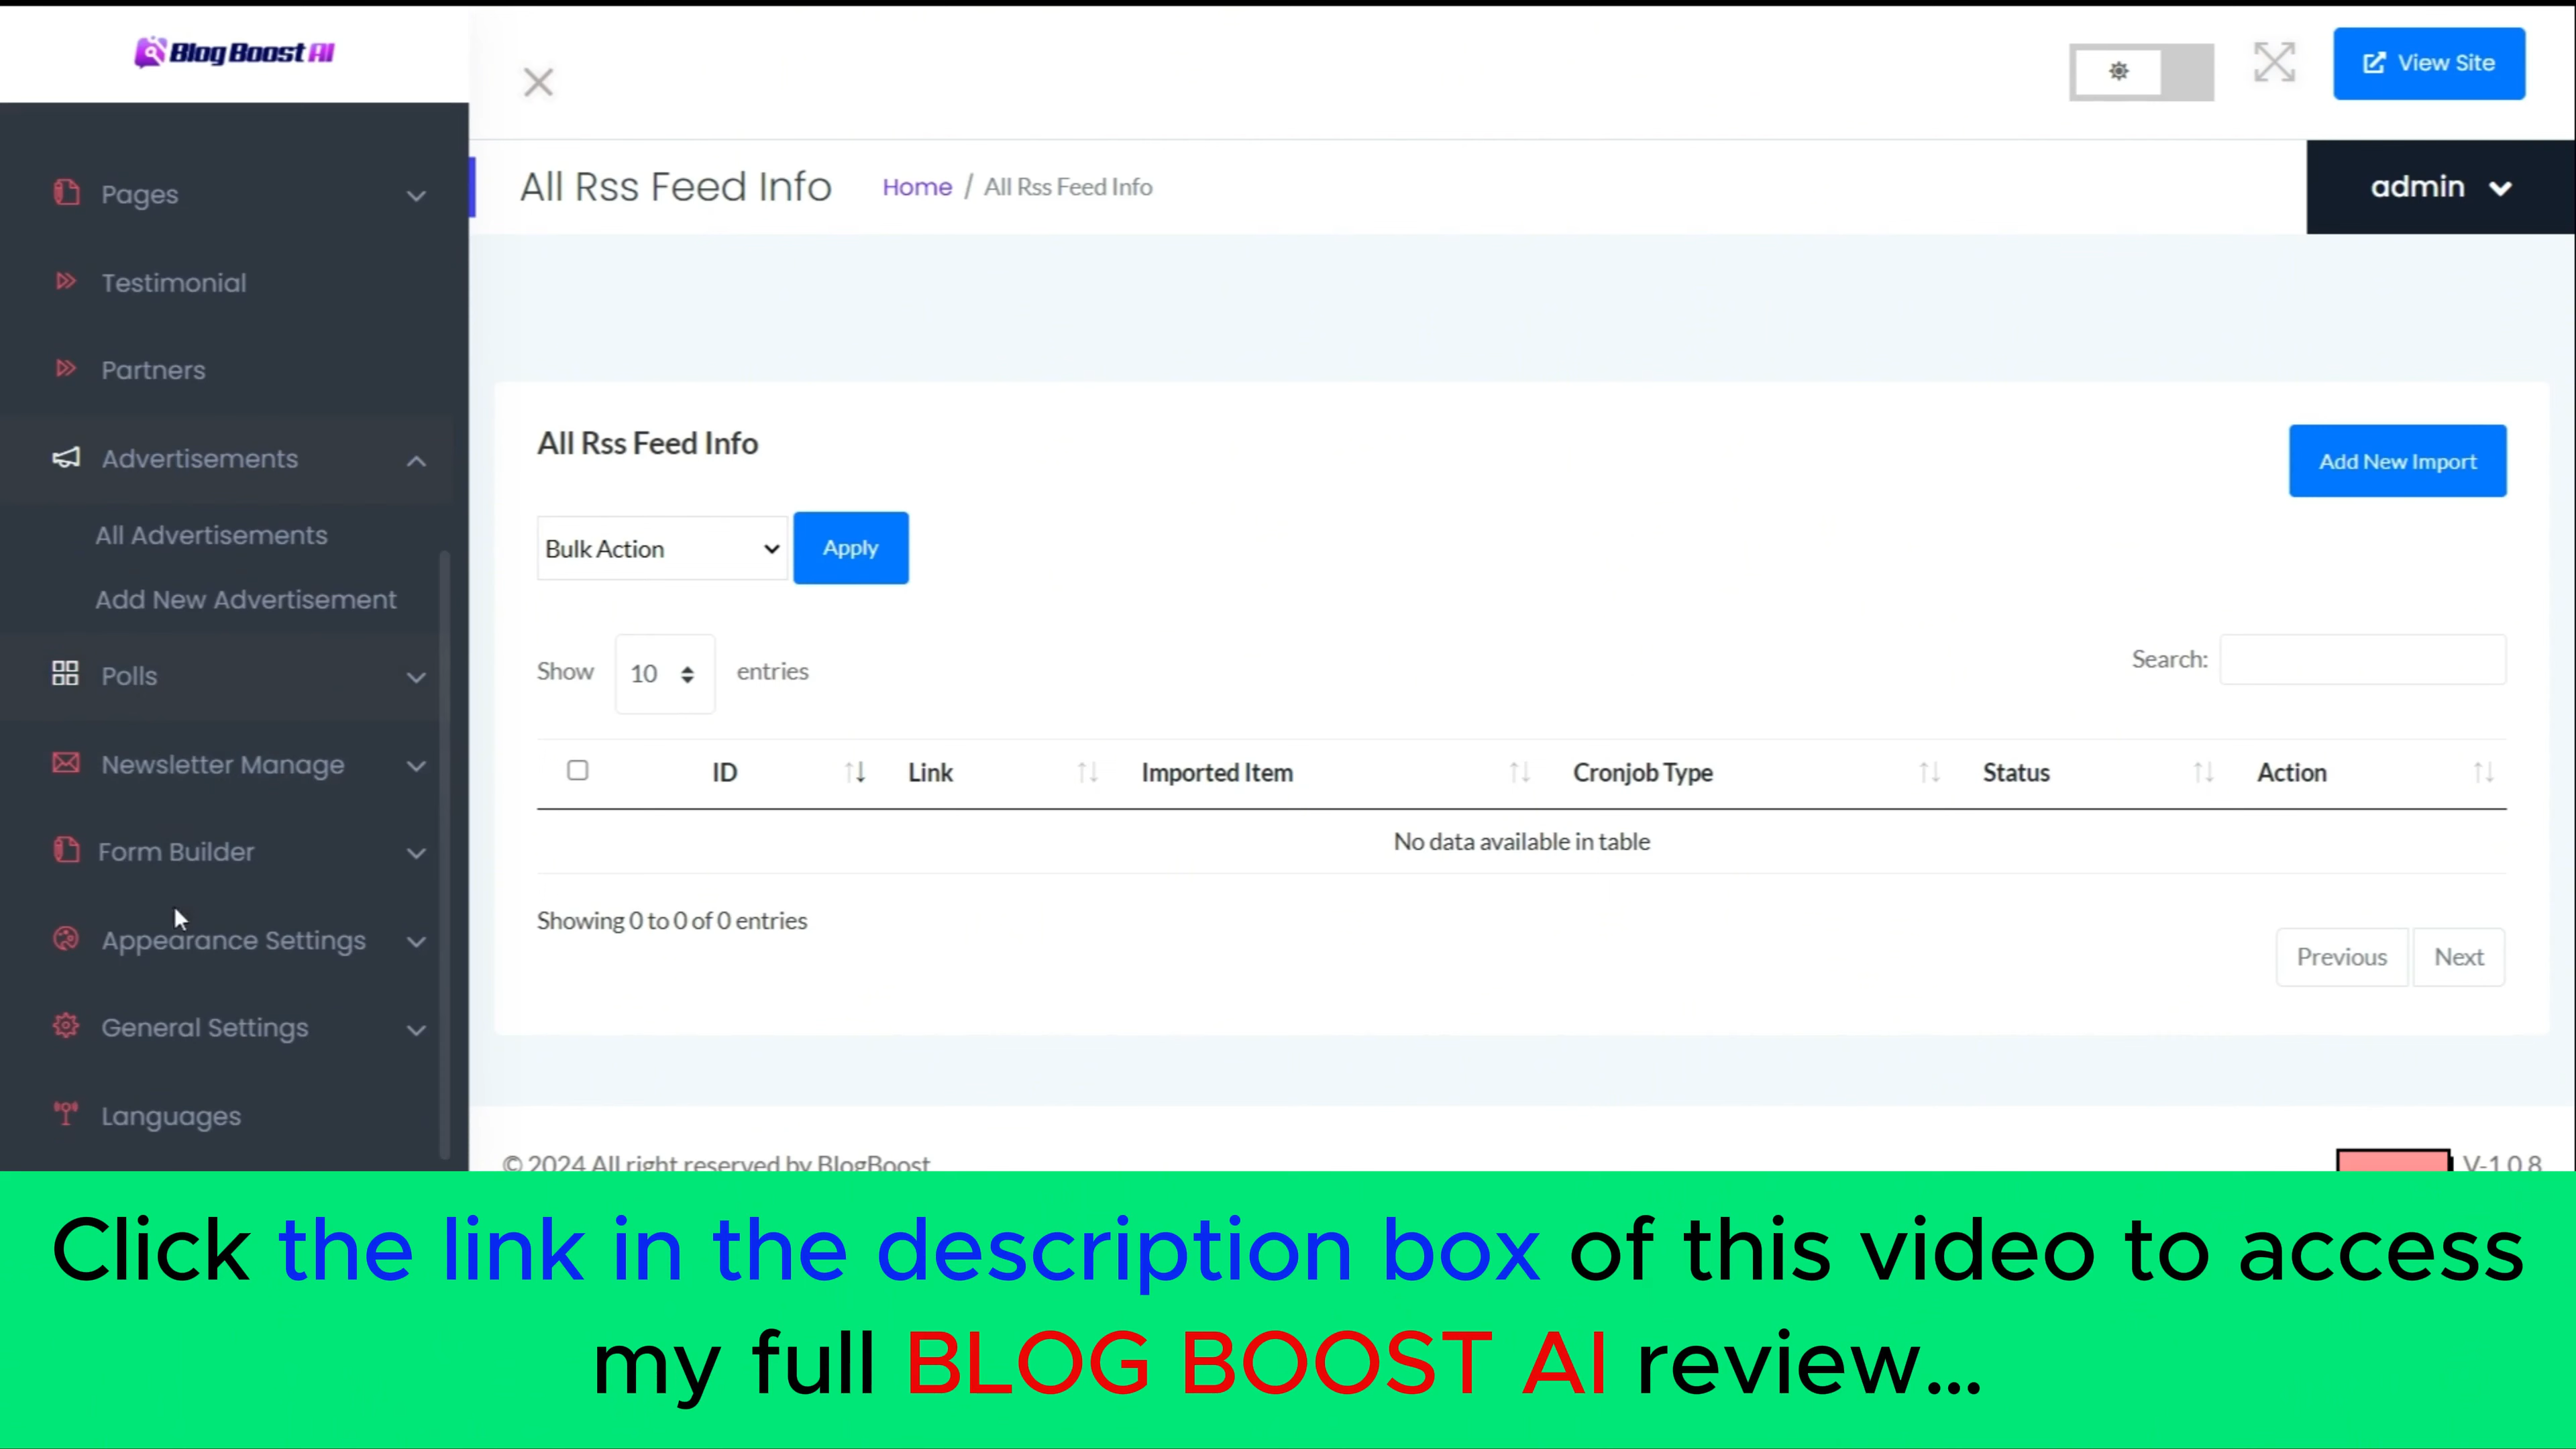 Blog Boost AI
View Site
Pages
All Rss Feed Info
Home / All Rss Feed Info
admin
Testimonial
Partners
Advertisements
All Advertisements
Add New Advertisement
Polls
Newsletter Manage
Form Builder
Appearance Settings
General Settings
Languages
All Rss Feed Info
Add New Import
Bulk Action
Apply
Show 10 entries
Search:
ID Link Imported Item Cronjob Type Status Action
No data available in table
Showing 0 to 0 of 0 entries
Previous Next
© 2024 All right reserved by BlogBoost
V-1.0.8
Click the link in the description box of this video to access
my full BLOG BOOST AI review...